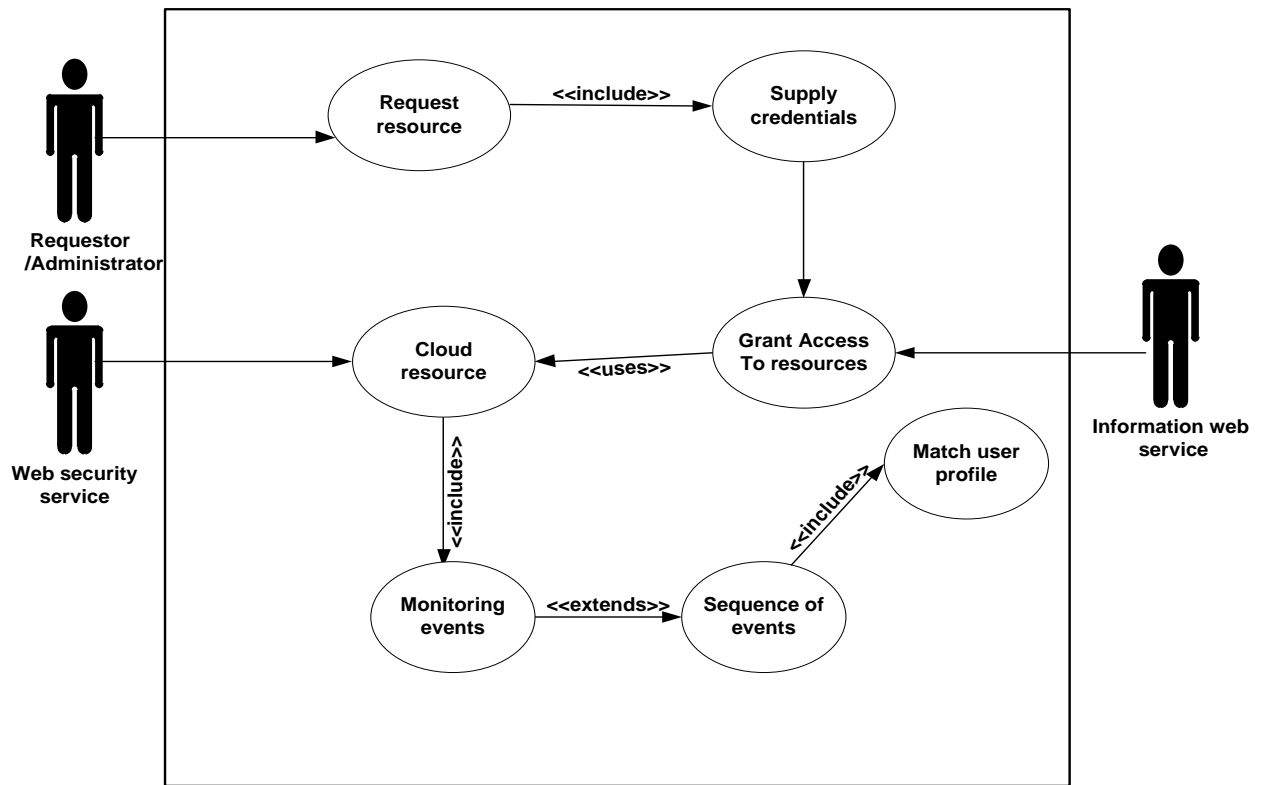 Request
resource
<<include>>
Supply
credentials
Requestor
/Administrator
Cloud
resource
<<uses>>
Grant Access
To resources
Information web
service
Web security
service
<<include>>
<<include>>
Match user
profile
Monitoring
events
<<extends>>
Sequence of
events